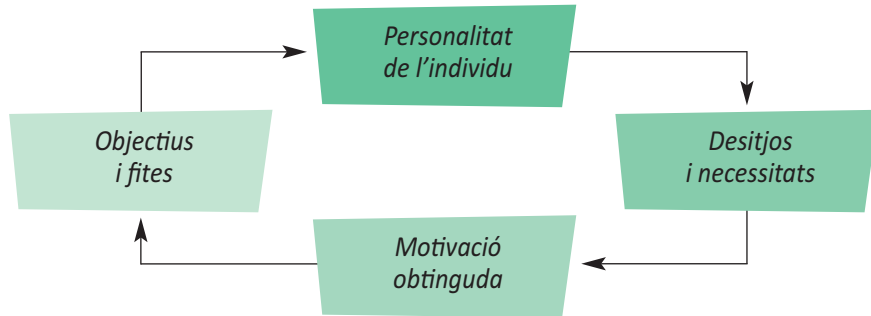 Personalitat
de l’individu
Objectius
i fites
Desitjos
i necessitats
Motivació
obtinguda